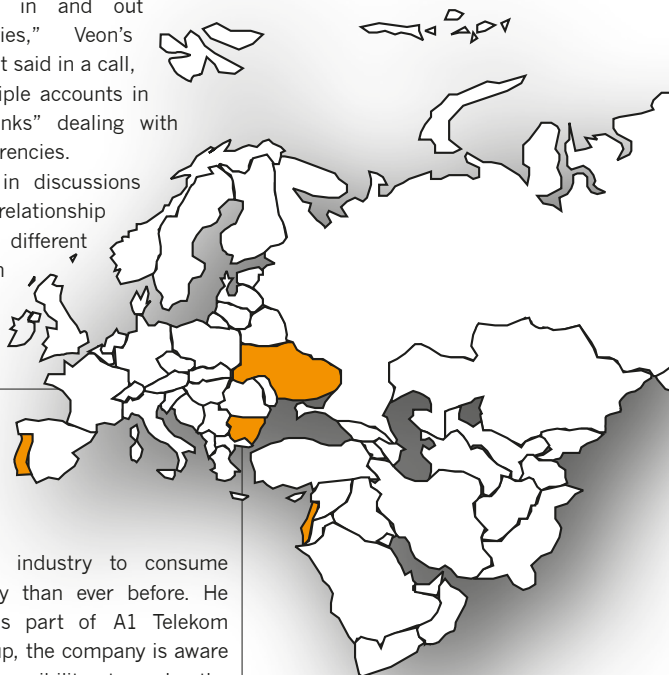 in and out
ies,” Veon’s
t said in a call,
iple accounts in
nks” dealing with
rencies.
in discussions
relationship
different
n
industry to consume
y than ever before. He
s part of A1 Telekom
up, the company is aware